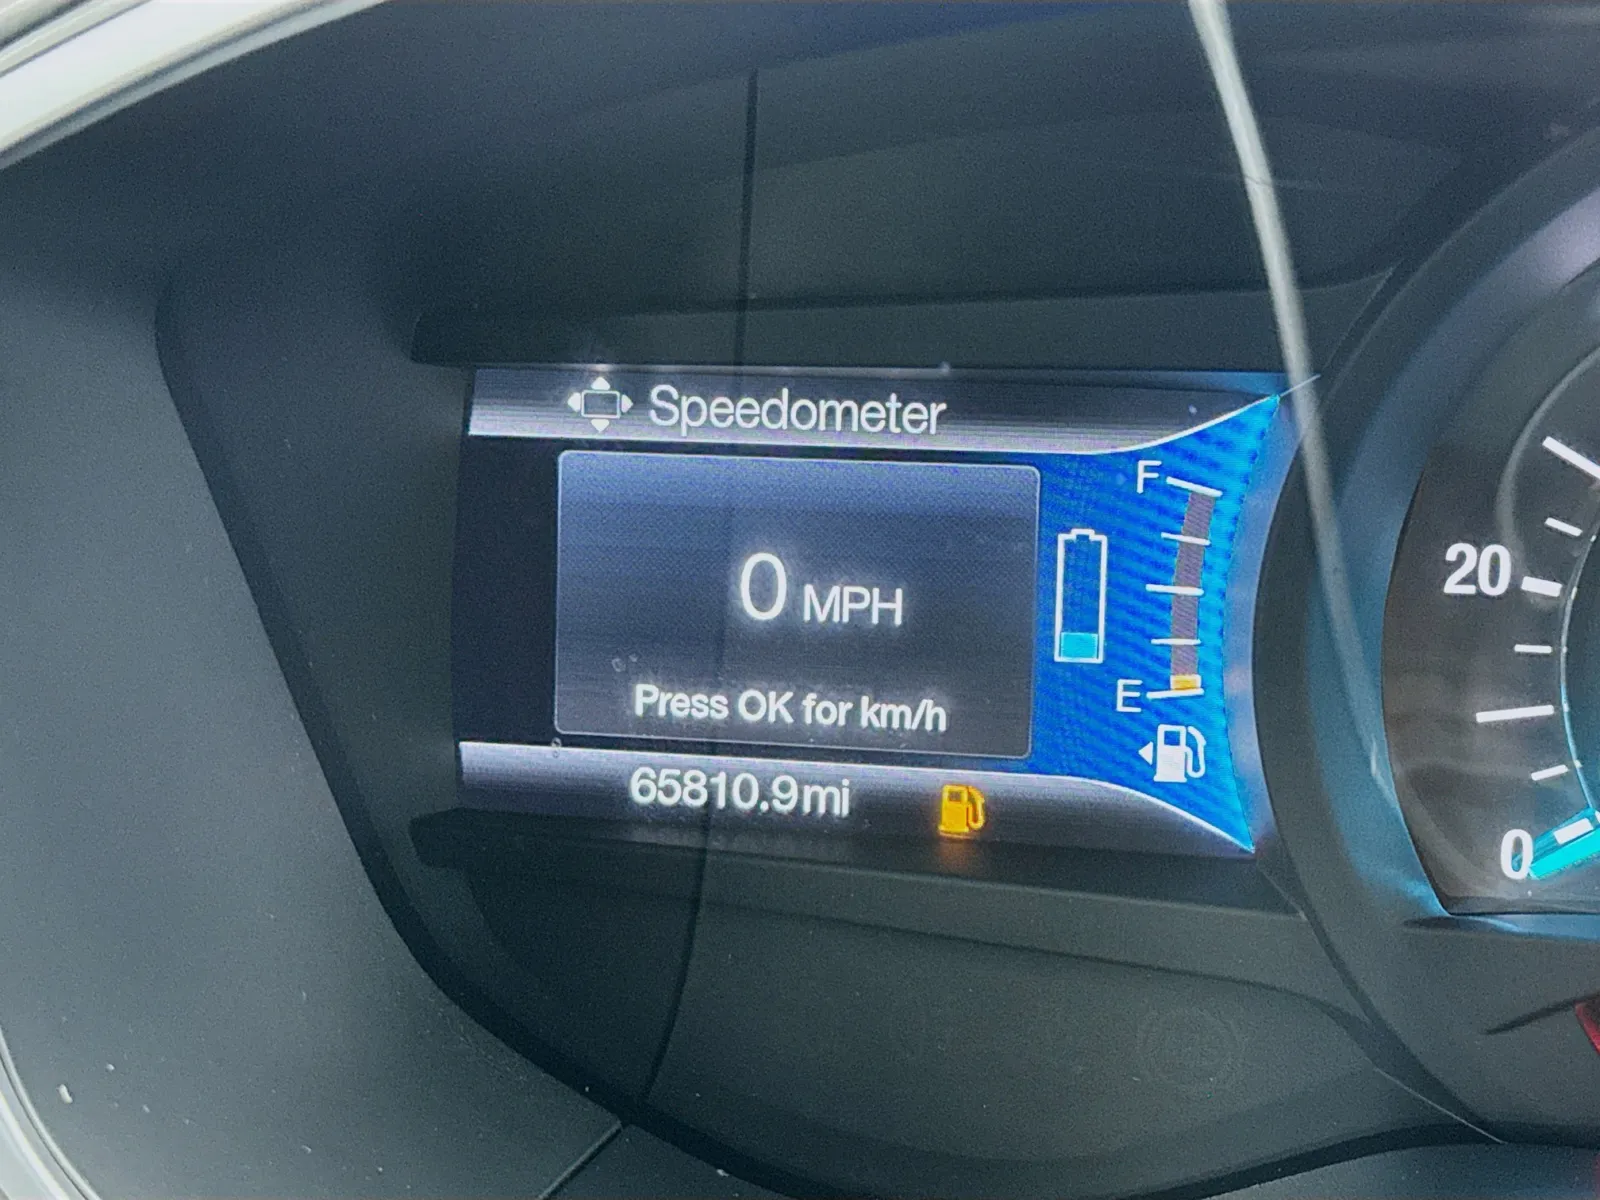 Speedometer
F
0 MPH
E
Press OK for km/h
65810.9mi
20
0